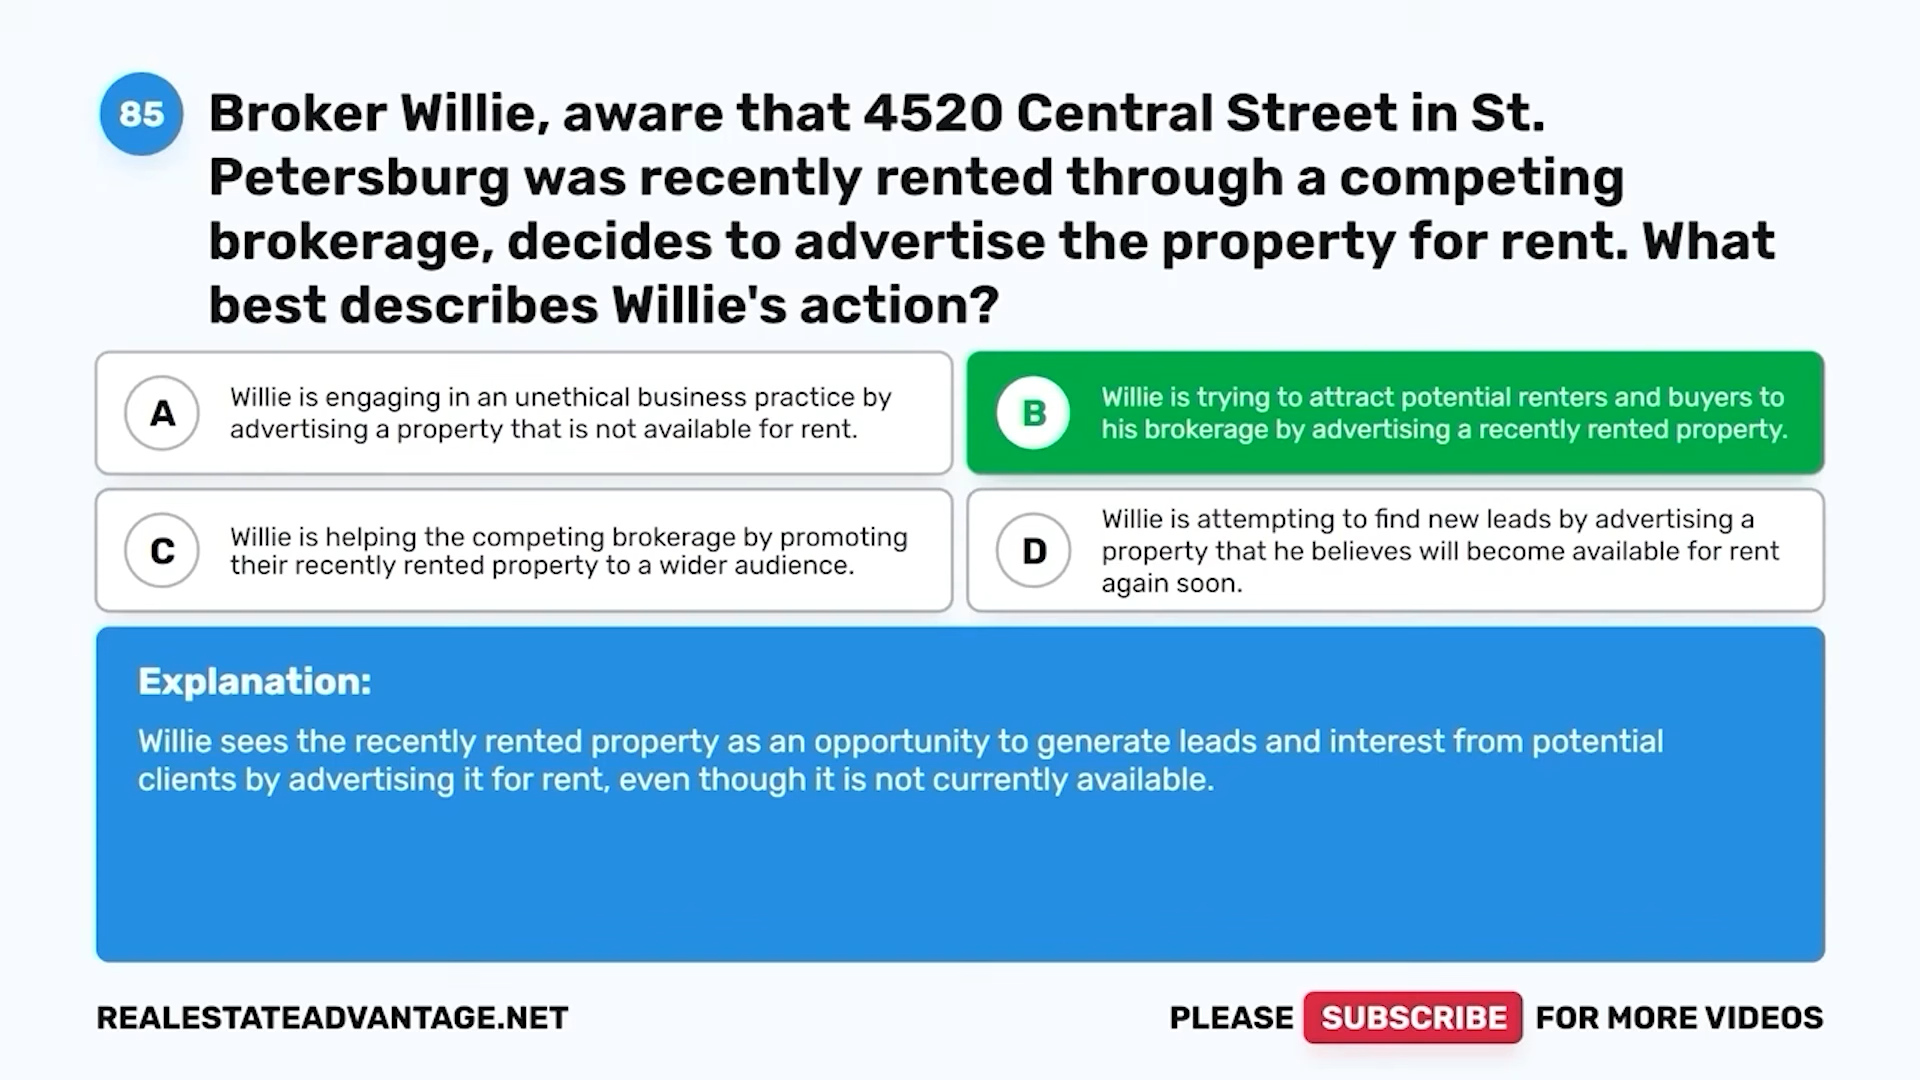 85
Broker Willie, aware that 4520 Central Street in St.
Petersburg was recently rented through a competing
brokerage, decides to advertise the property for rent. What
best describes Willie's action?
A
Willie is engaging in an unethical business practice by
advertising a property that is not available for rent.
B
Willie is trying to attract potential renters and buyers to
his brokerage by advertising a recently rented property.
C
Willie is helping the competing brokerage by promoting
their recently rented property to a wider audience.
D
Willie is attempting to find new leads by advertising a
property that he believes will become available for rent
again soon.
Explanation:
Willie sees the recently rented property as an opportunity to generate leads and interest from potential
clients by advertising it for rent, even though it is not currently available.
REALESTATEADVANTAGE.NET
PLEASE SUBSCRIBE FOR MORE VIDEOS